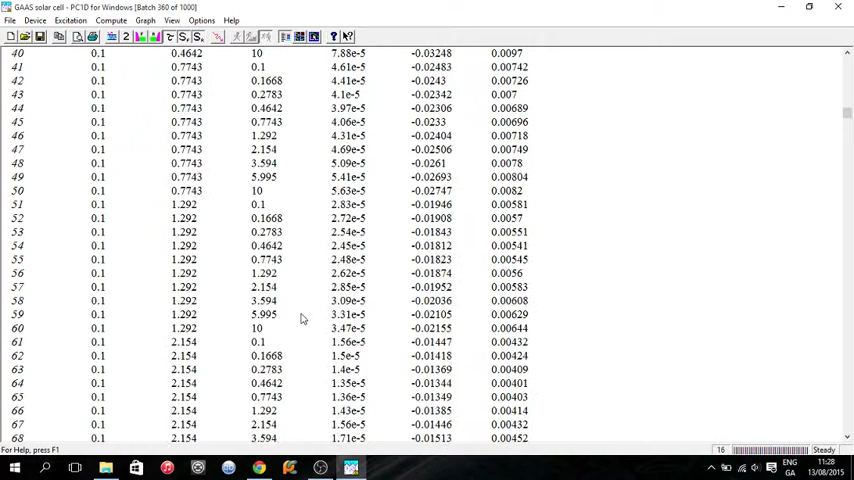 GAAS solar cell - PC1D for Windows [Batch 360 of 1000]
File Device Excitation Compute Graph View Options Help
40 0.1 0.4642 10 7.88e-5 -0.03248 0.0097
41 0.1 0.7743 0.1 4.61e-5 -0.02483 0.00742
42 0.1 0.7743 0.1668 4.41e-5 -0.0243 0.00726
43 0.1 0.7743 0.2783 4.1e-5 -0.02342 0.007
44 0.1 0.7743 0.4642 3.97e-5 -0.02306 0.00689
45 0.1 0.7743 0.7743 4.06e-5 -0.0233 0.00696
46 0.1 0.7743 1.292 4.31e-5 -0.02404 0.00718
47 0.1 0.7743 2.154 4.69e-5 -0.02506 0.00749
48 0.1 0.7743 3.594 5.09e-5 -0.0261 0.0078
49 0.1 0.7743 5.995 5.41e-5 -0.02693 0.00804
50 0.1 0.7743 10 5.63e-5 -0.02747 0.0082
51 0.1 1.292 0.1 2.83e-5 -0.01946 0.00581
52 0.1 1.292 0.1668 2.72e-5 -0.01908 0.0057
53 0.1 1.292 0.2783 2.54e-5 -0.01843 0.00551
54 0.1 1.292 0.4642 2.45e-5 -0.01812 0.00541
55 0.1 1.292 0.7743 2.48e-5 -0.01823 0.00545
56 0.1 1.292 1.292 2.62e-5 -0.01874 0.0056
57 0.1 1.292 2.154 2.85e-5 -0.01952 0.00583
58 0.1 1.292 3.594 3.09e-5 -0.02036 0.00608
59 0.1 1.292 5.995 3.31e-5 -0.02105 0.00629
60 0.1 1.292 10 3.47e-5 -0.02155 0.00644
61 0.1 2.154 0.1 1.56e-5 -0.01447 0.00432
62 0.1 2.154 0.1668 1.5e-5 -0.01418 0.00424
63 0.1 2.154 0.2783 1.4e-5 -0.01369 0.00409
64 0.1 2.154 0.4642 1.35e-5 -0.01344 0.00401
65 0.1 2.154 0.7743 1.36e-5 -0.01349 0.00403
66 0.1 2.154 1.292 1.43e-5 -0.01385 0.00414
67 0.1 2.154 2.154 1.56e-5 -0.01446 0.00432
68 0.1 2.154 3.594 1.71e-5 -0.01513 0.00452
For Help, press F1 16 Steady
ENG 11:28
GA 13/08/2015